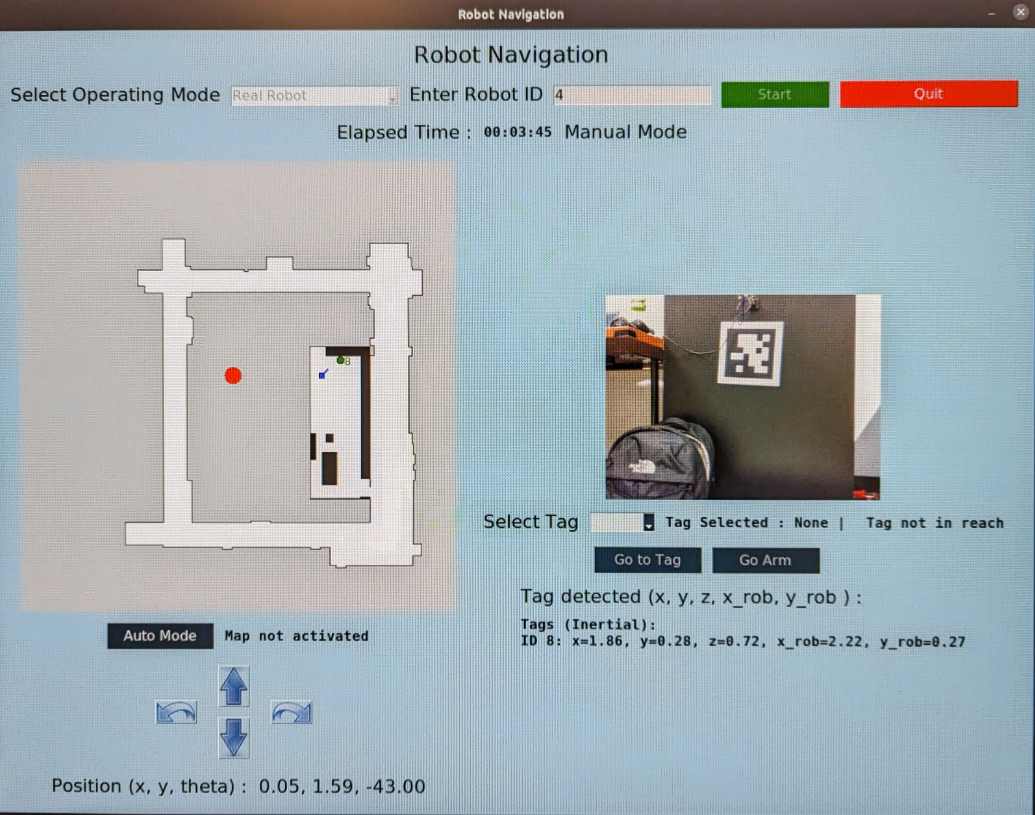 Robot Navigation
Robot Navigation
Select Operating Mode Real Robot Enter Robot ID 4 Start Quit
Elapsed Time : 00:03:45 Manual Mode
8
Select Tag Tag Selected : None | Tag not in reach
Go to Tag Go Arm
Tag detected (x, y, z, x_rob, y_rob ) :
Tags (Inertial):
ID 8: x=1.86, y=0.28, z=0.72, x_rob=2.22, y_rob=0.27
Auto Mode Map not activated
Position (x, y, theta) : 0.05, 1.59, -43.00